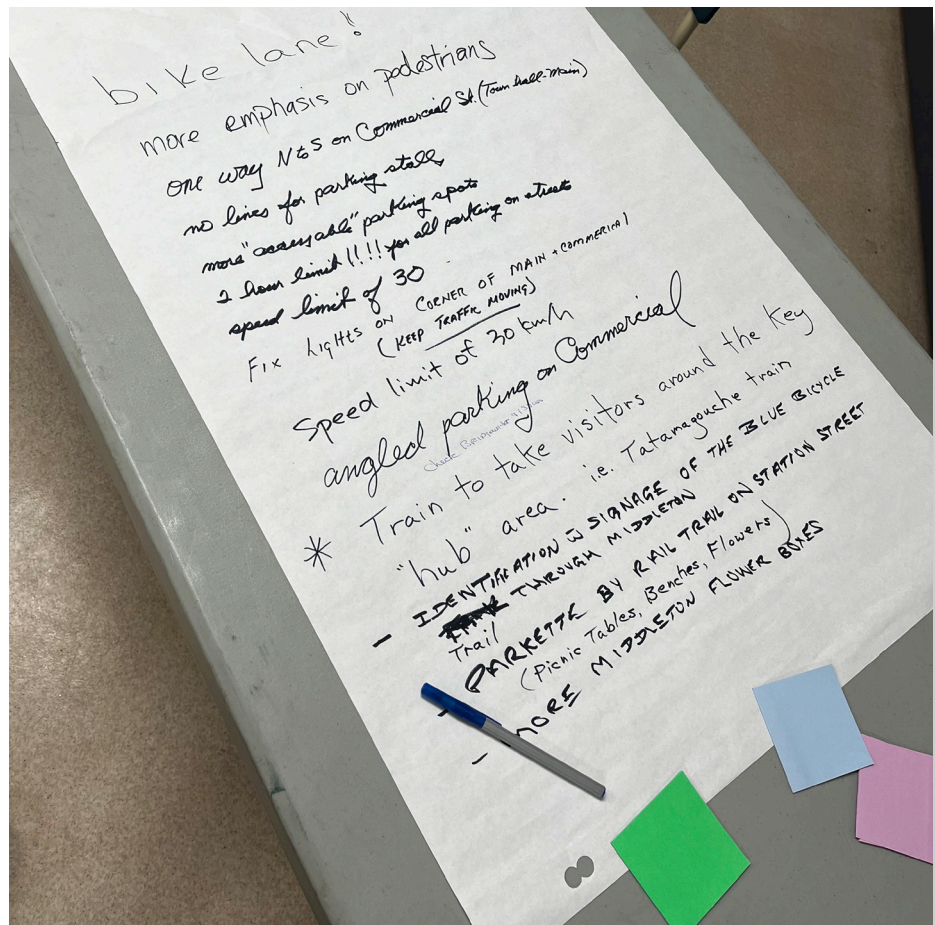 bike lane!
more emphasis on podestrians
one way N to S on Commercial St. (Town hall-Main)
no lines for parking stalls
more "accessable" parking spots
2 hour limit!!!! for all parking on streets
speed limit of 30
FIX LIGHTS ON CORNER OF MAIN + COMMERICAl
(KEEP TRAFFIC MOVING)
Speed limit of 30 km/h
angled parking on Commercial
check
* Train to take visitors around the key
"hub" area. i.e. Tatamagouche train
- IDENTIFICATION SIGNAGE OF THE BLUE BICYCLE
THROUGH MIDDLETON
Trail
- PARKETTE BY RAIL TRAIL ON STATION STREET
(Picnic Tables, Benches, Flowers)
- MORE MIDDLETON FLOWER BOXES